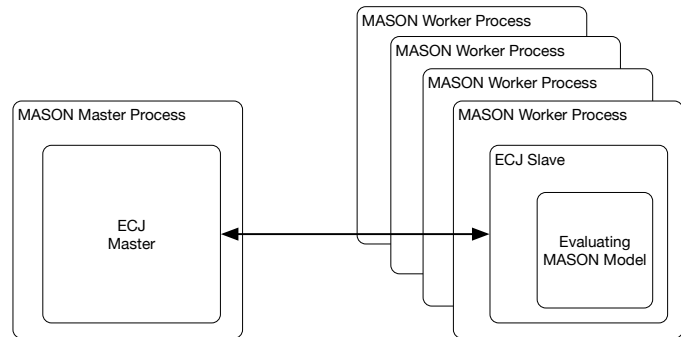 MASON Worker Process
MASON Worker Process
MASON Worker Process
MASON Master Process
MASON Worker Process
ECJ Slave
ECJ
Master
Evaluating
MASON Model